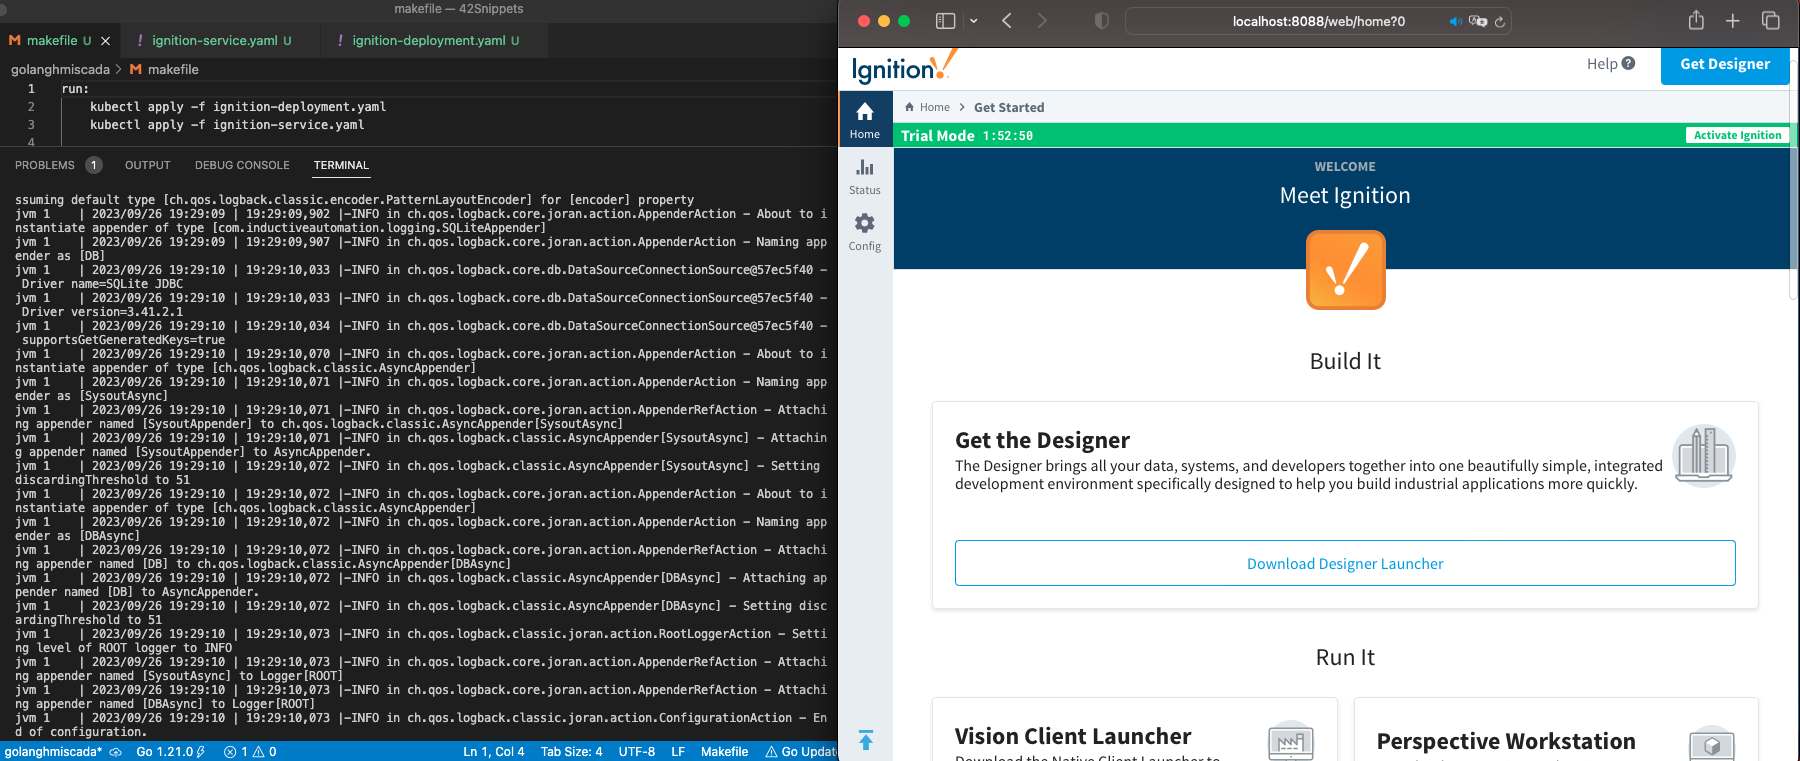 makefile — 42Snippets
M makefile U ×
! ignition-service.yaml U
! ignition-deployment.yaml U
golanghmiscada > M makefile
1 run:
2 kubectl apply -f ignition-deployment.yaml
3 kubectl apply -f ignition-service.yaml
4
PROBLEMS 1 OUTPUT DEBUG CONSOLE TERMINAL
ssuming default type [ch.qos.logback.classic.encoder.PatternLayoutEncoder] for [encoder] property
jvm 1    | 2023/09/26 19:29:09 | 19:29:09,902 |-INFO in ch.qos.logback.core.joran.action.AppenderAction - About to i
nstantiate appender of type [com.inductiveautomation.logging.SQLiteAppender]
jvm 1    | 2023/09/26 19:29:09 | 19:29:09,907 |-INFO in ch.qos.logback.core.joran.action.AppenderAction - Naming app
ender as [DB]
jvm 1    | 2023/09/26 19:29:10 | 19:29:10,033 |-INFO in ch.qos.logback.core.db.DataSourceConnectionSource@57ec5f40 -
Driver name=SQLite JDBC
jvm 1    | 2023/09/26 19:29:10 | 19:29:10,033 |-INFO in ch.qos.logback.core.db.DataSourceConnectionSource@57ec5f40 -
Driver version=3.41.2.1
jvm 1    | 2023/09/26 19:29:10 | 19:29:10,034 |-INFO in ch.qos.logback.core.db.DataSourceConnectionSource@57ec5f40 -
supportsGetGeneratedKeys=true
jvm 1    | 2023/09/26 19:29:10 | 19:29:10,070 |-INFO in ch.qos.logback.core.joran.action.AppenderAction - About to i
nstantiate appender of type [ch.qos.logback.classic.AsyncAppender]
jvm 1    | 2023/09/26 19:29:10 | 19:29:10,071 |-INFO in ch.qos.logback.core.joran.action.AppenderAction - Naming app
ender as [SysoutAsync]
jvm 1    | 2023/09/26 19:29:10 | 19:29:10,071 |-INFO in ch.qos.logback.core.joran.action.AppenderRefAction - Attachi
ng appender named [SysoutAppender] to ch.qos.logback.classic.AsyncAppender[SysoutAsync]
jvm 1    | 2023/09/26 19:29:10 | 19:29:10,071 |-INFO in ch.qos.logback.classic.AsyncAppender[SysoutAsync] - Attachin
g appender named [SysoutAppender] to AsyncAppender.
jvm 1    | 2023/09/26 19:29:10 | 19:29:10,072 |-INFO in ch.qos.logback.classic.AsyncAppender[SysoutAsync] - Setting
discardingThreshold to 51
jvm 1    | 2023/09/26 19:29:10 | 19:29:10,072 |-INFO in ch.qos.logback.core.joran.action.AppenderAction - About to i
nstantiate appender of type [ch.qos.logback.classic.AsyncAppender]
jvm 1    | 2023/09/26 19:29:10 | 19:29:10,072 |-INFO in ch.qos.logback.core.joran.action.AppenderAction - Naming app
ender as [DBAsync]
jvm 1    | 2023/09/26 19:29:10 | 19:29:10,072 |-INFO in ch.qos.logback.core.joran.action.AppenderRefAction - Attachi
ng appender named [DB] to ch.qos.logback.classic.AsyncAppender[DBAsync]
jvm 1    | 2023/09/26 19:29:10 | 19:29:10,072 |-INFO in ch.qos.logback.classic.AsyncAppender[DBAsync] - Attaching ap
pender named [DB] to AsyncAppender.
jvm 1    | 2023/09/26 19:29:10 | 19:29:10,072 |-INFO in ch.qos.logback.classic.AsyncAppender[DBAsync] - Setting disc
ardingThreshold to 51
jvm 1    | 2023/09/26 19:29:10 | 19:29:10,073 |-INFO in ch.qos.logback.classic.joran.action.RootLoggerAction - Setti
ng level of ROOT logger to INFO
jvm 1    | 2023/09/26 19:29:10 | 19:29:10,073 |-INFO in ch.qos.logback.core.joran.action.AppenderRefAction - Attachi
ng appender named [SysoutAsync] to Logger[ROOT]
jvm 1    | 2023/09/26 19:29:10 | 19:29:10,073 |-INFO in ch.qos.logback.core.joran.action.AppenderRefAction - Attachi
ng appender named [DBAsync] to Logger[ROOT]
jvm 1    | 2023/09/26 19:29:10 | 19:29:10,073 |-INFO in ch.qos.logback.classic.joran.action.ConfigurationAction - En
d of configuration.
golanghmiscada* Go 1.21.0 1 0 Ln 1, Col 4 Tab Size: 4 UTF-8 LF Makefile Go Updat
localhost:8088/web/home?0
Ignition!
Help ?
Get Designer
Home > Get Started
Home
Trial Mode 1:52:50
Activate Ignition
Status
Config
WELCOME
Meet Ignition
Build It
Get the Designer
The Designer brings all your data, systems, and developers together into one beautifully simple, integrated
development environment specifically designed to help you build industrial applications more quickly.
Download Designer Launcher
Run It
Vision Client Launcher
Download the Native Client Launcher to
Perspective Workstation